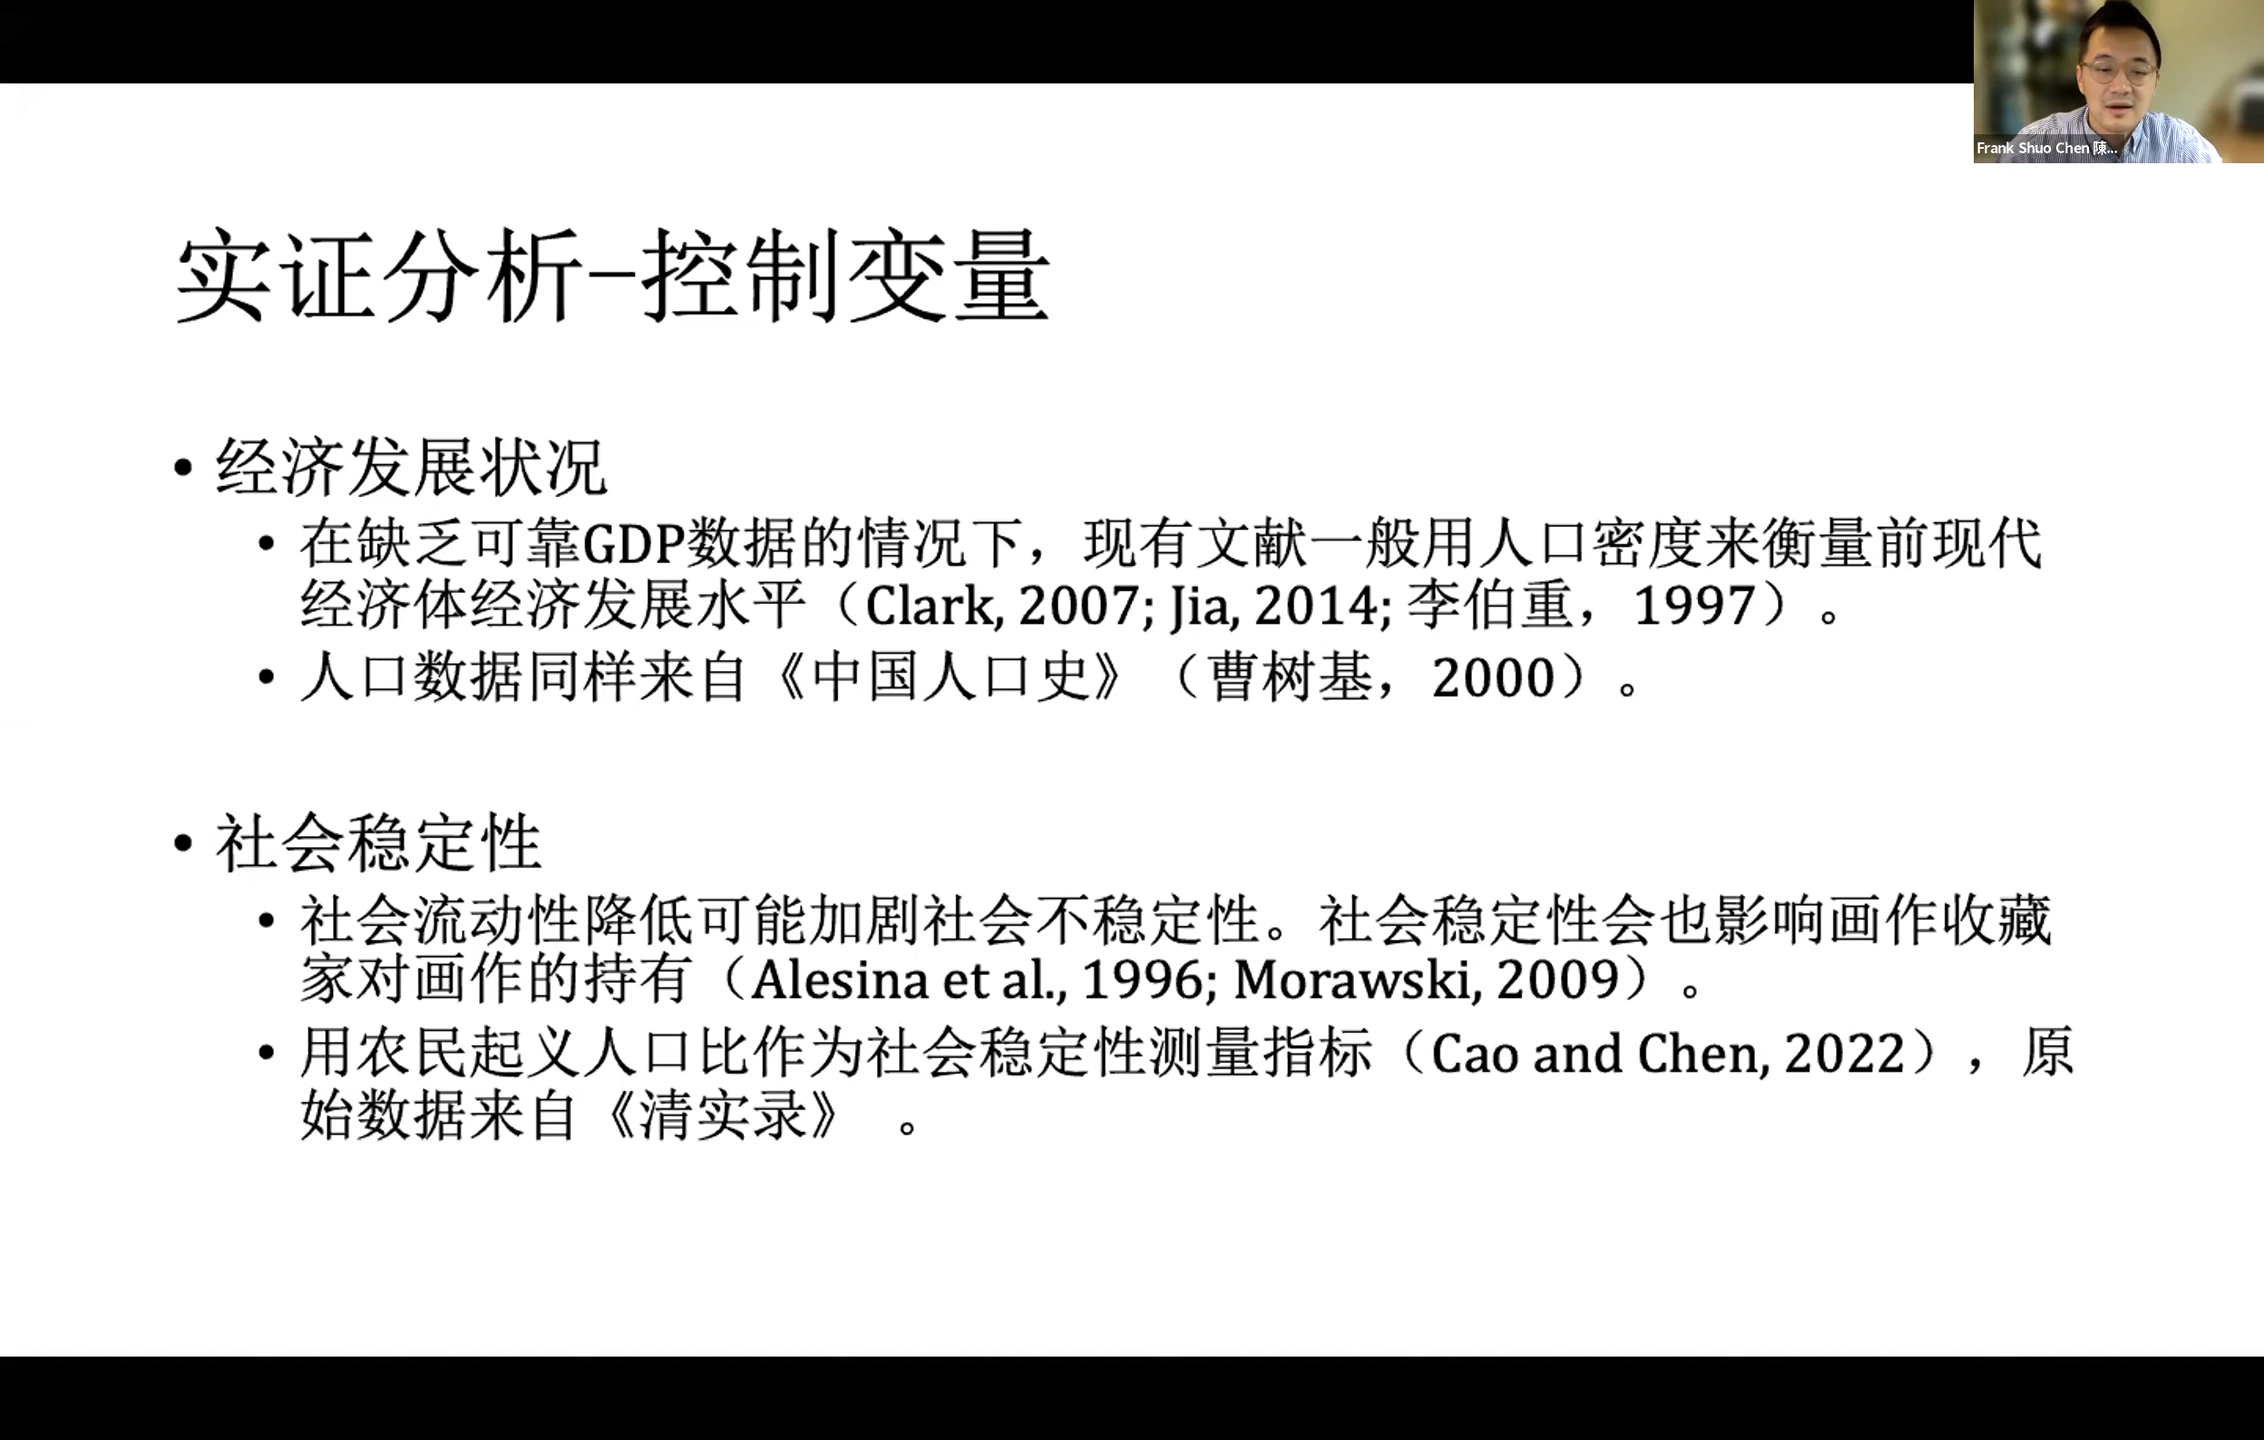 Frank Shuo Chen 陳...
实证分析-控制变量
• 经济发展状况
• 在缺乏可靠GDP数据的情况下，现有文献一般用人口密度来衡量前现代
经济体经济发展水平（Clark, 2007; Jia, 2014; 李伯重，1997）。
• 人口数据同样来自《中国人口史》（曹树基，2000）。
• 社会稳定性
• 社会流动性降低可能加剧社会不稳定性。社会稳定性会也影响画作收藏
家对画作的持有（Alesina et al., 1996; Morawski, 2009）。
• 用农民起义人口比作为社会稳定性测量指标（Cao and Chen, 2022），原
始数据来自《清实录》 。